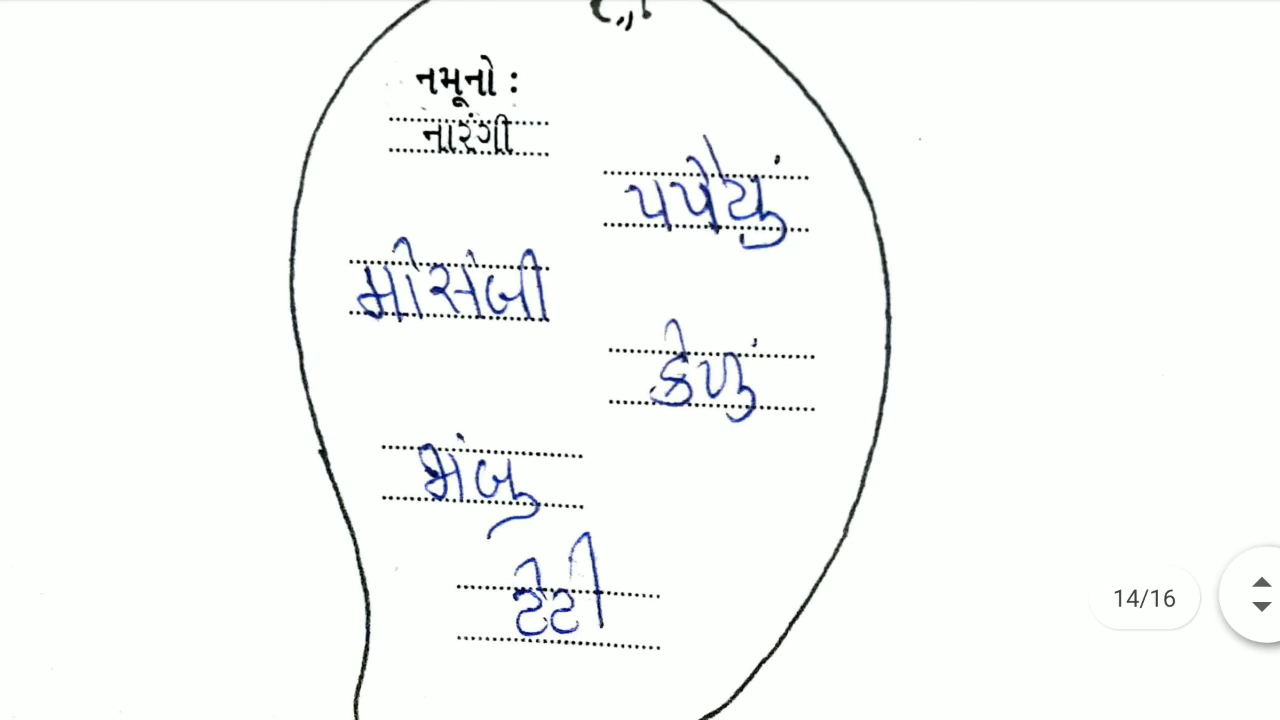 નમૂનો :
નારંગી
પપૈયું
મોસંબી
કેળું
જાંબુ
ટેટી
14/16